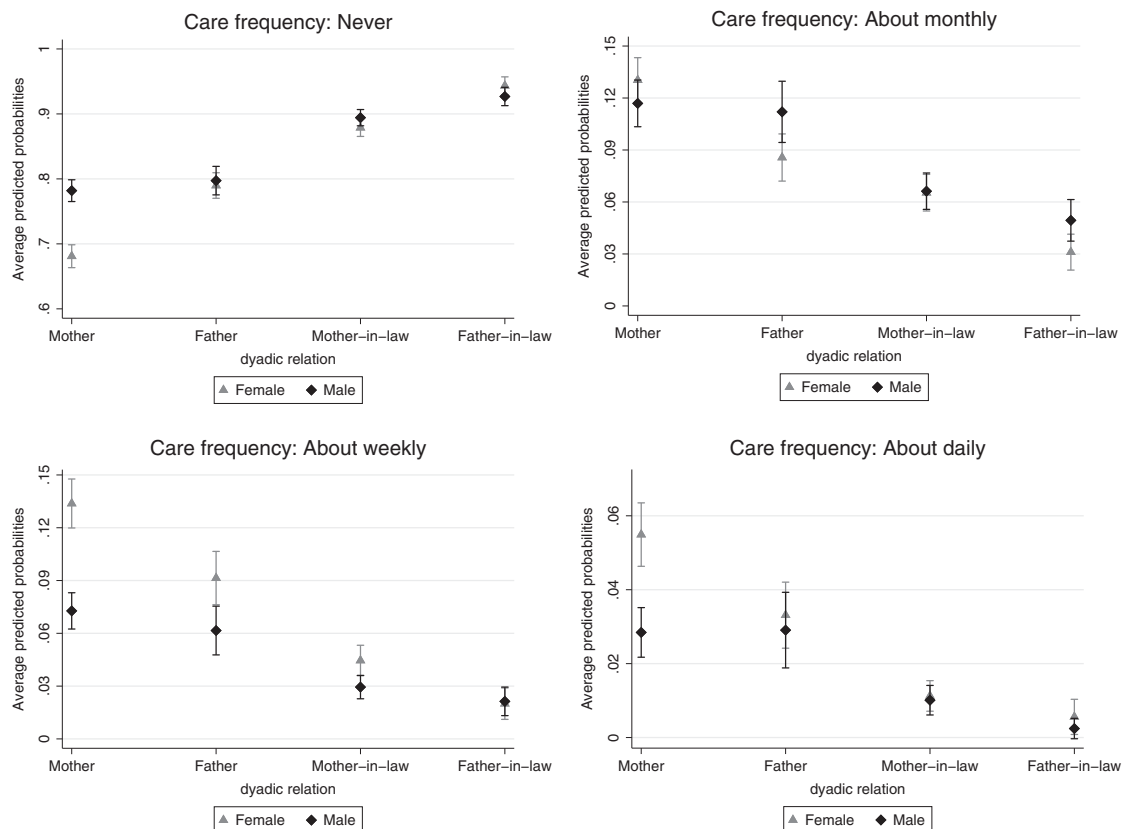 Care frequency: Never
Average predicted probabilities
1
.9
.8
.7
.6
Mother Father Mother-in-law Father-in-law
dyadic relation
Female Male
Care frequency: About monthly
Average predicted probabilities
.15
.12
.09
.06
.03
0
Mother Father Mother-in-law Father-in-law
dyadic relation
Female Male
Care frequency: About weekly
Average predicted probabilities
.15
.12
.09
.06
.03
0
Mother Father Mother-in-law Father-in-law
dyadic relation
Female Male
Care frequency: About daily
Average predicted probabilities
.06
.04
.02
0
Mother Father Mother-in-law Father-in-law
dyadic relation
Female Male